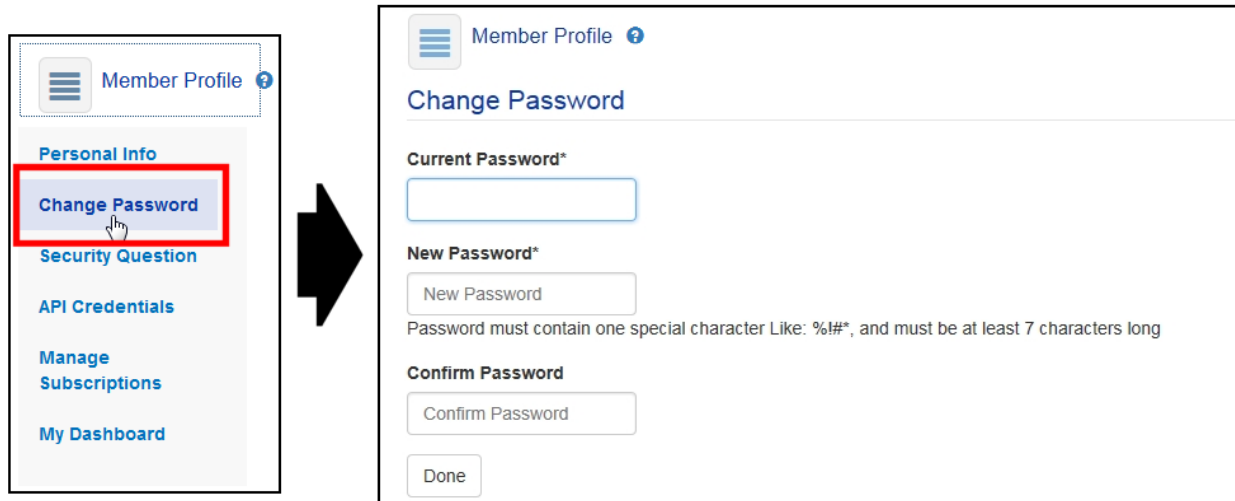 Member Profile ?
Personal Info
Change Password
Security Question
API Credentials
Manage
Subscriptions
My Dashboard
Member Profile ?
Change Password
Current Password*
New Password*
New Password
Password must contain one special character Like: %!#*, and must be at least 7 characters long
Confirm Password
Confirm Password
Done